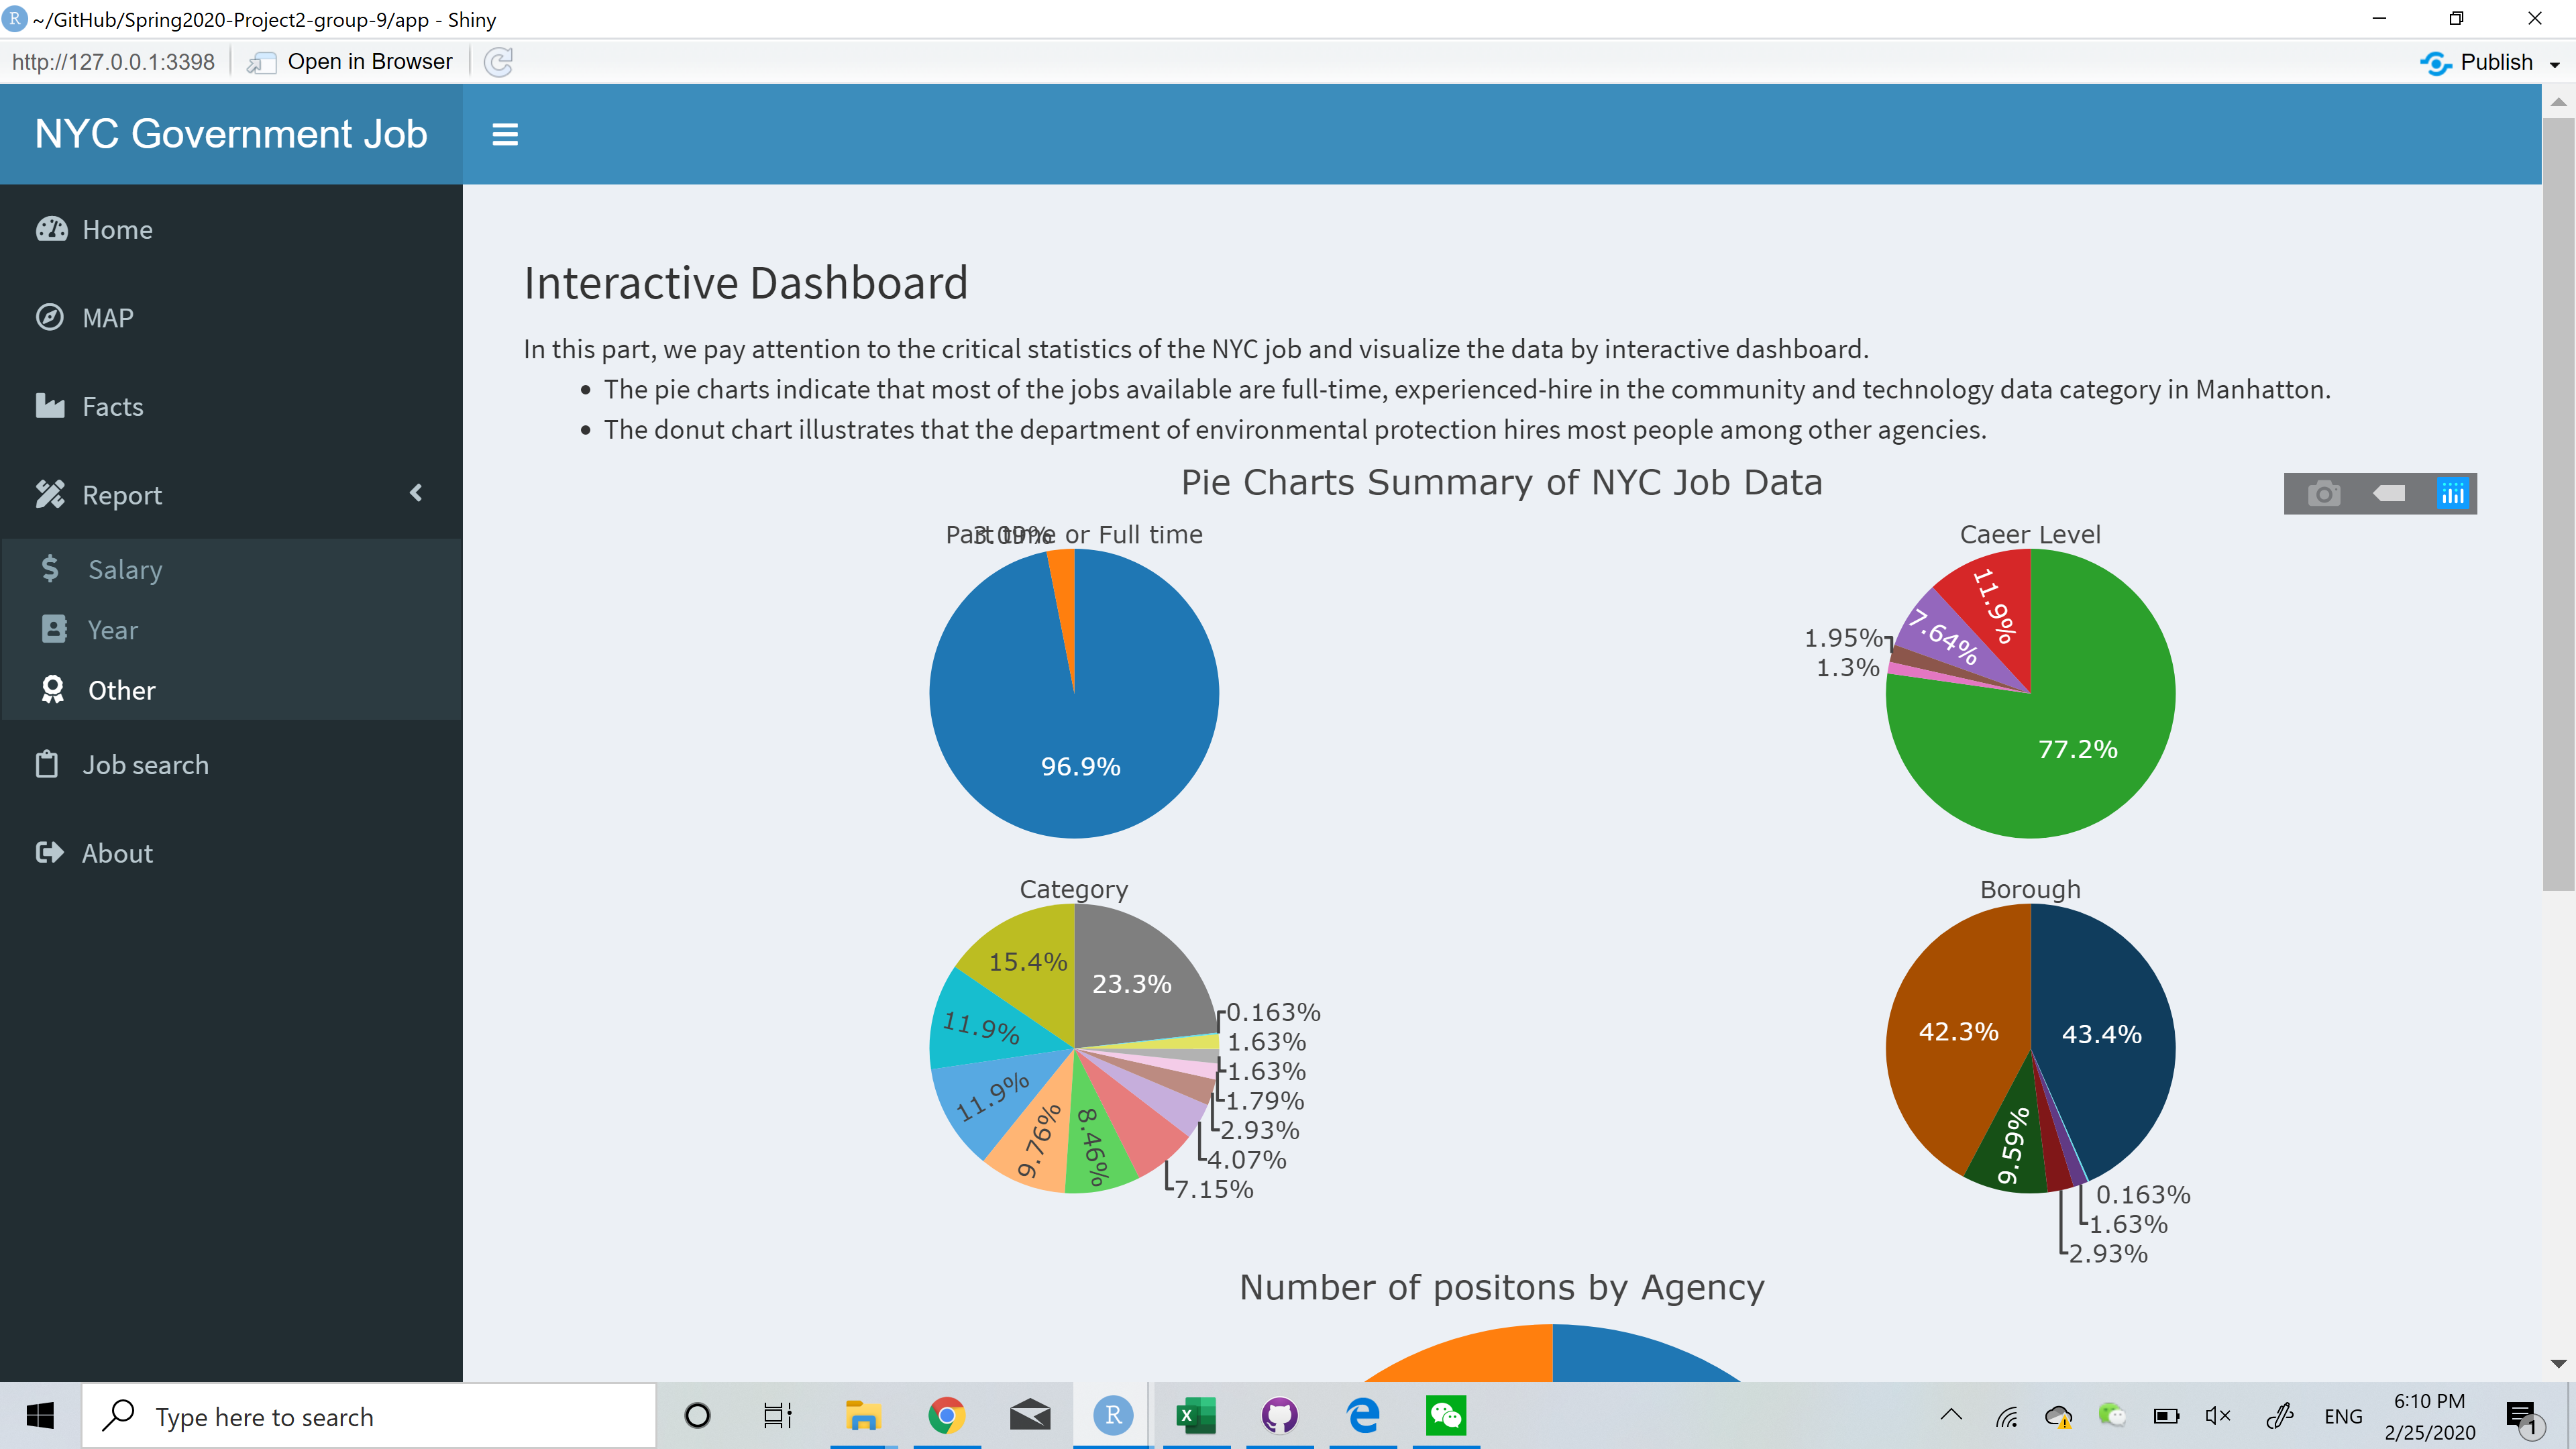 R ~/GitHub/Spring2020-Project2-group-9/app - Shiny
http://127.0.0.1:3398 Open in Browser Publish
NYC Government Job
Home
MAP
Facts
Report
Salary
Year
Other
Job search
About
Interactive Dashboard
In this part, we pay attention to the critical statistics of the NYC job and visualize the data by interactive dashboard.
• The pie charts indicate that most of the jobs available are full-time, experienced-hire in the community and technology data category in Manhatton.
• The donut chart illustrates that the department of environmental protection hires most people among other agencies.
Pie Charts Summary of NYC Job Data
Part time or Full time
3.09%
96.9%
Caeer Level
11.9%
7.64%
1.95%
1.3%
77.2%
Category
15.4%
23.3%
11.9%
11.9%
9.76%
8.46%
0.163%
1.63%
1.63%
1.79%
2.93%
4.07%
7.15%
Borough
42.3%
43.4%
9.59%
0.163%
1.63%
2.93%
Number of positons by Agency
Type here to search
R
X
ENG
6:10 PM
2/25/2020
1